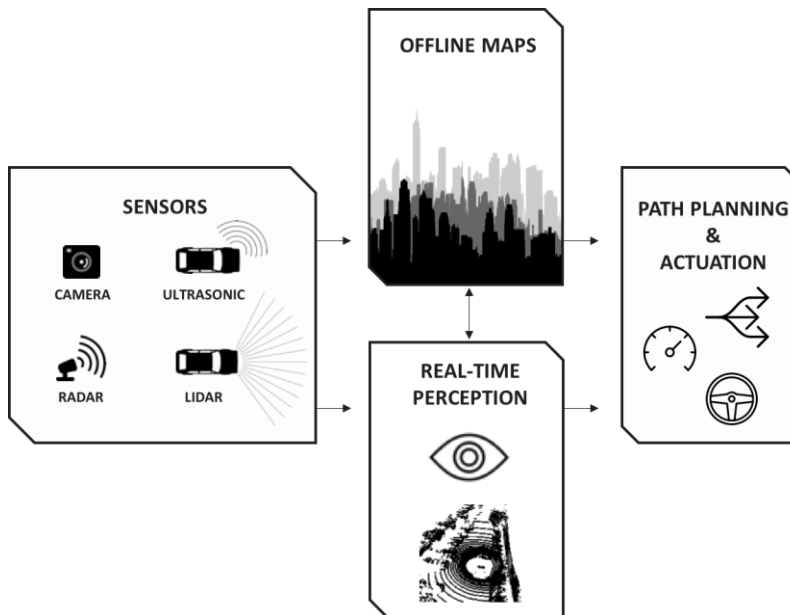 OFFLINE MAPS
SENSORS
CAMERA
ULTRASONIC
RADAR
LIDAR
REAL-TIME
PERCEPTION
PATH PLANNING
&
ACTUATION